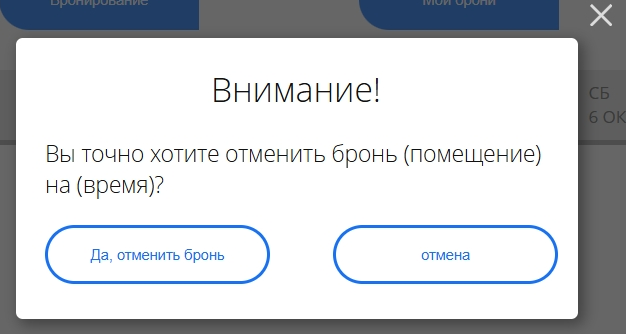 Бронирование
Мои брони
СБ
6 ОК
Внимание!
Вы точно хотите отменить бронь (помещение)
на (время)?
Да, отменить бронь
отмена